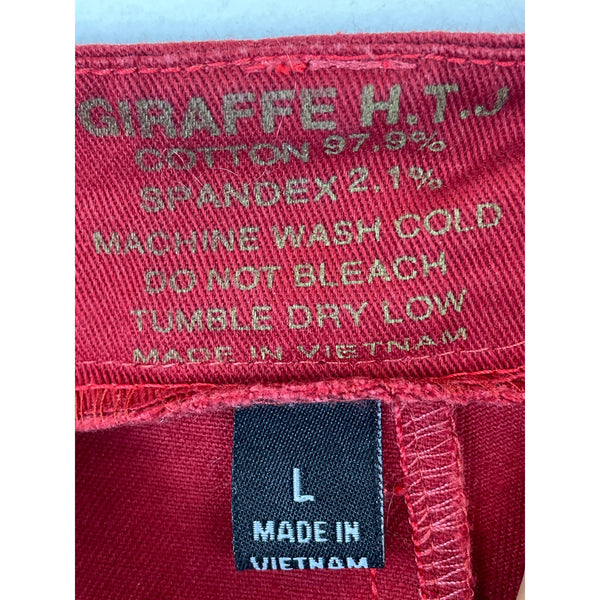 GIRAFFE H.T.J
COTTON 97.9%
SPANDEX 2.1%
MACHINE WASH COLD
DO NOT BLEACH
TUMBLE DRY LOW
MADE IN VIETNAM
L
MADE IN
VIETNAM